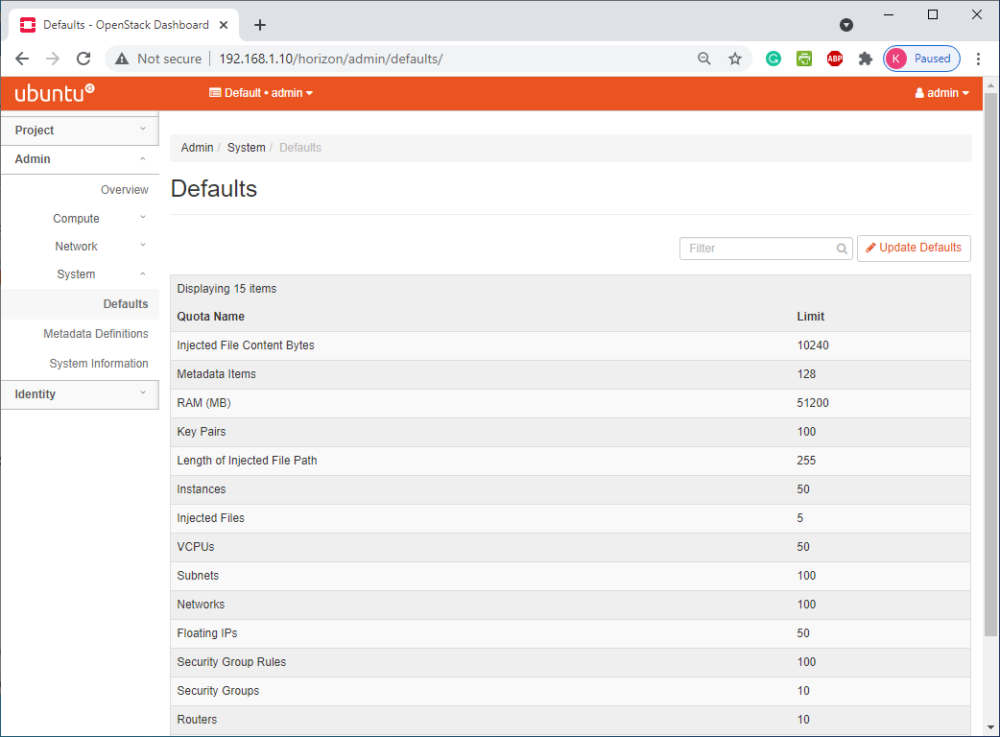 Defaults - OpenStack Dashboard
Not secure
192.168.1.10/horizon/admin/defaults/
ABP
K
Paused
ubuntu
Default • admin
admin
Project
Admin
Overview
Compute
Network
System
Defaults
Metadata Definitions
System Information
Identity
Admin / System / Defaults
Defaults
Filter
Update Defaults
Displaying 15 items
Quota Name Limit
Injected File Content Bytes 10240
Metadata Items 128
RAM (MB) 51200
Key Pairs 100
Length of Injected File Path 255
Instances 50
Injected Files 5
VCPUs 50
Subnets 100
Networks 100
Floating IPs 50
Security Group Rules 100
Security Groups 10
Routers 10